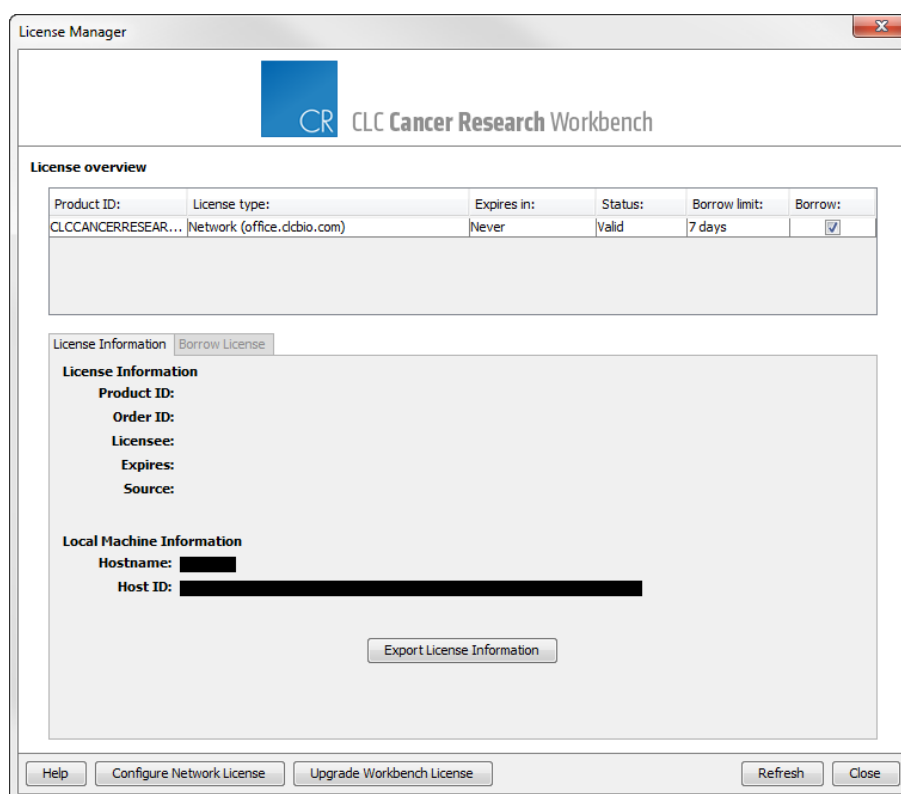 License Manager
CR CLC Cancer Research Workbench
License overview
Product ID: License type: Expires in: Status: Borrow limit: Borrow:
CLCCANCERRESEAR... Network (office.clcbio.com) Never Valid 7 days
License Information Borrow License
License Information
Product ID:
Order ID:
Licensee:
Expires:
Source:
Local Machine Information
Hostname:
Host ID:
Export License Information
Help Configure Network License Upgrade Workbench License Refresh Close